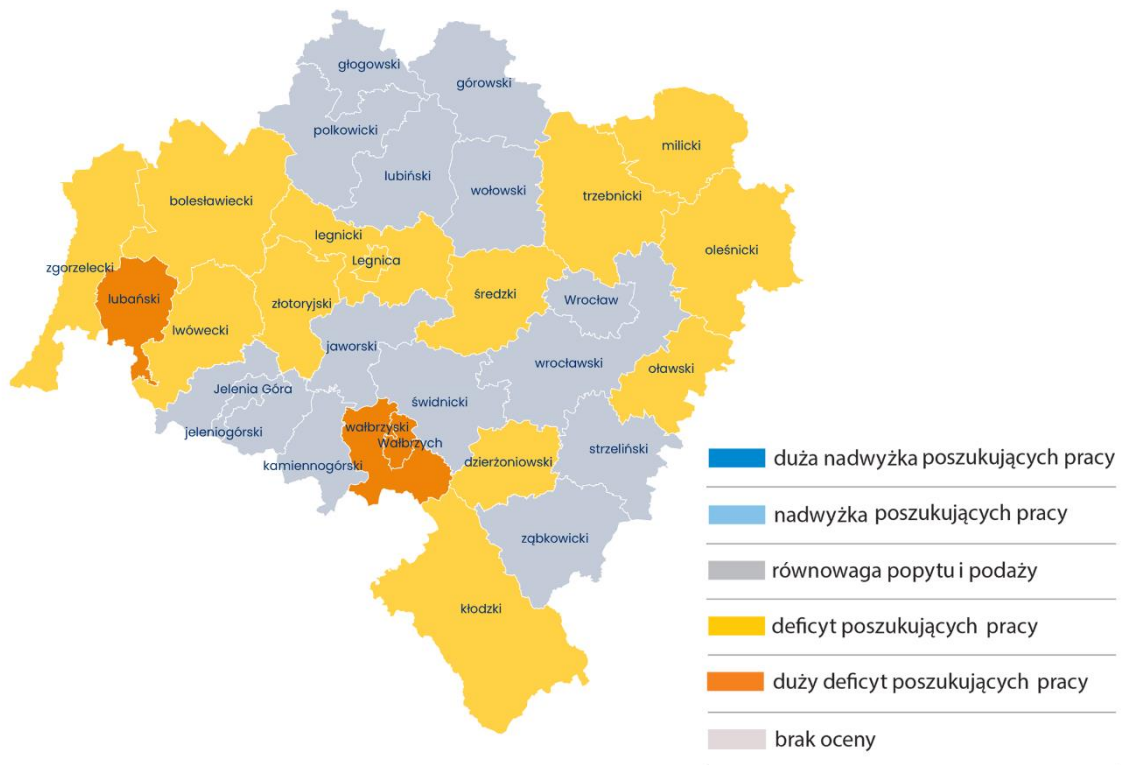 głogowski
górowski
polkowicki
milicki
lubiński
wołowski
trzebnicki
bolesławiecki
legnicki
oleśnicki
Legnica
zgorzelecki
lubański
średzki
Wrocław
złotoryjski
lwówecki
jaworski
wrocławski
oławski
Jelenia Góra
świdnicki
jeleniogórski
wałbrzyski
Wałbrzych
strzeliński
kamiennogórski
dzierżoniowski
ząbkowicki
kłodzki
duża nadwyżka poszukujących pracy
nadwyżka poszukujących pracy
równowaga popytu i podaży
deficyt poszukujących pracy
duży deficyt poszukujących pracy
brak oceny